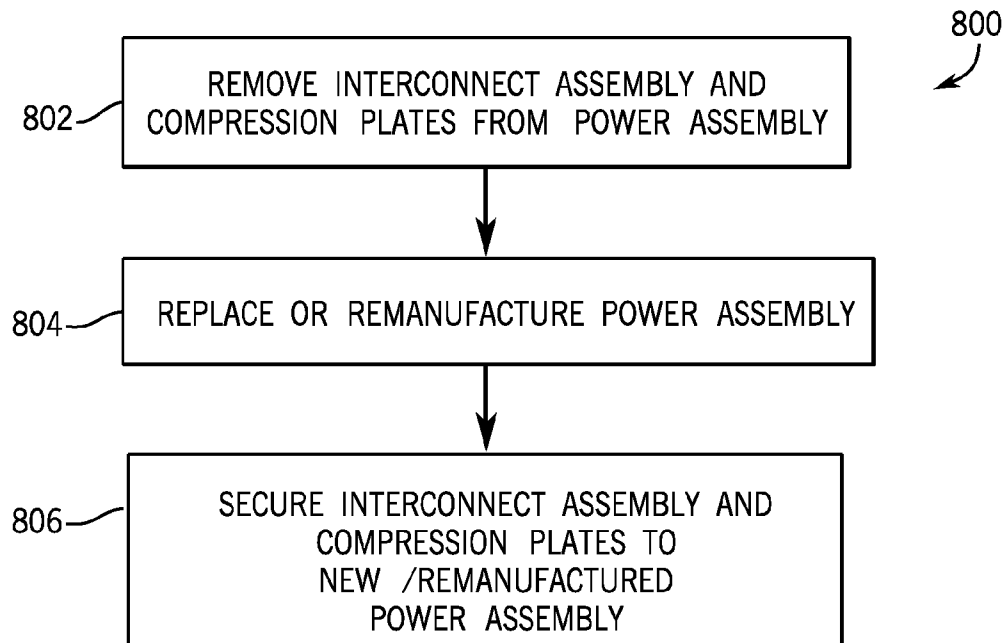 800
802
REMOVE INTERCONNECT ASSEMBLY AND
COMPRESSION PLATES FROM POWER ASSEMBLY
804
REPLACE OR REMANUFACTURE POWER ASSEMBLY
806
SECURE INTERCONNECT ASSEMBLY AND
COMPRESSION PLATES TO
NEW /REMANUFACTURED
POWER ASSEMBLY